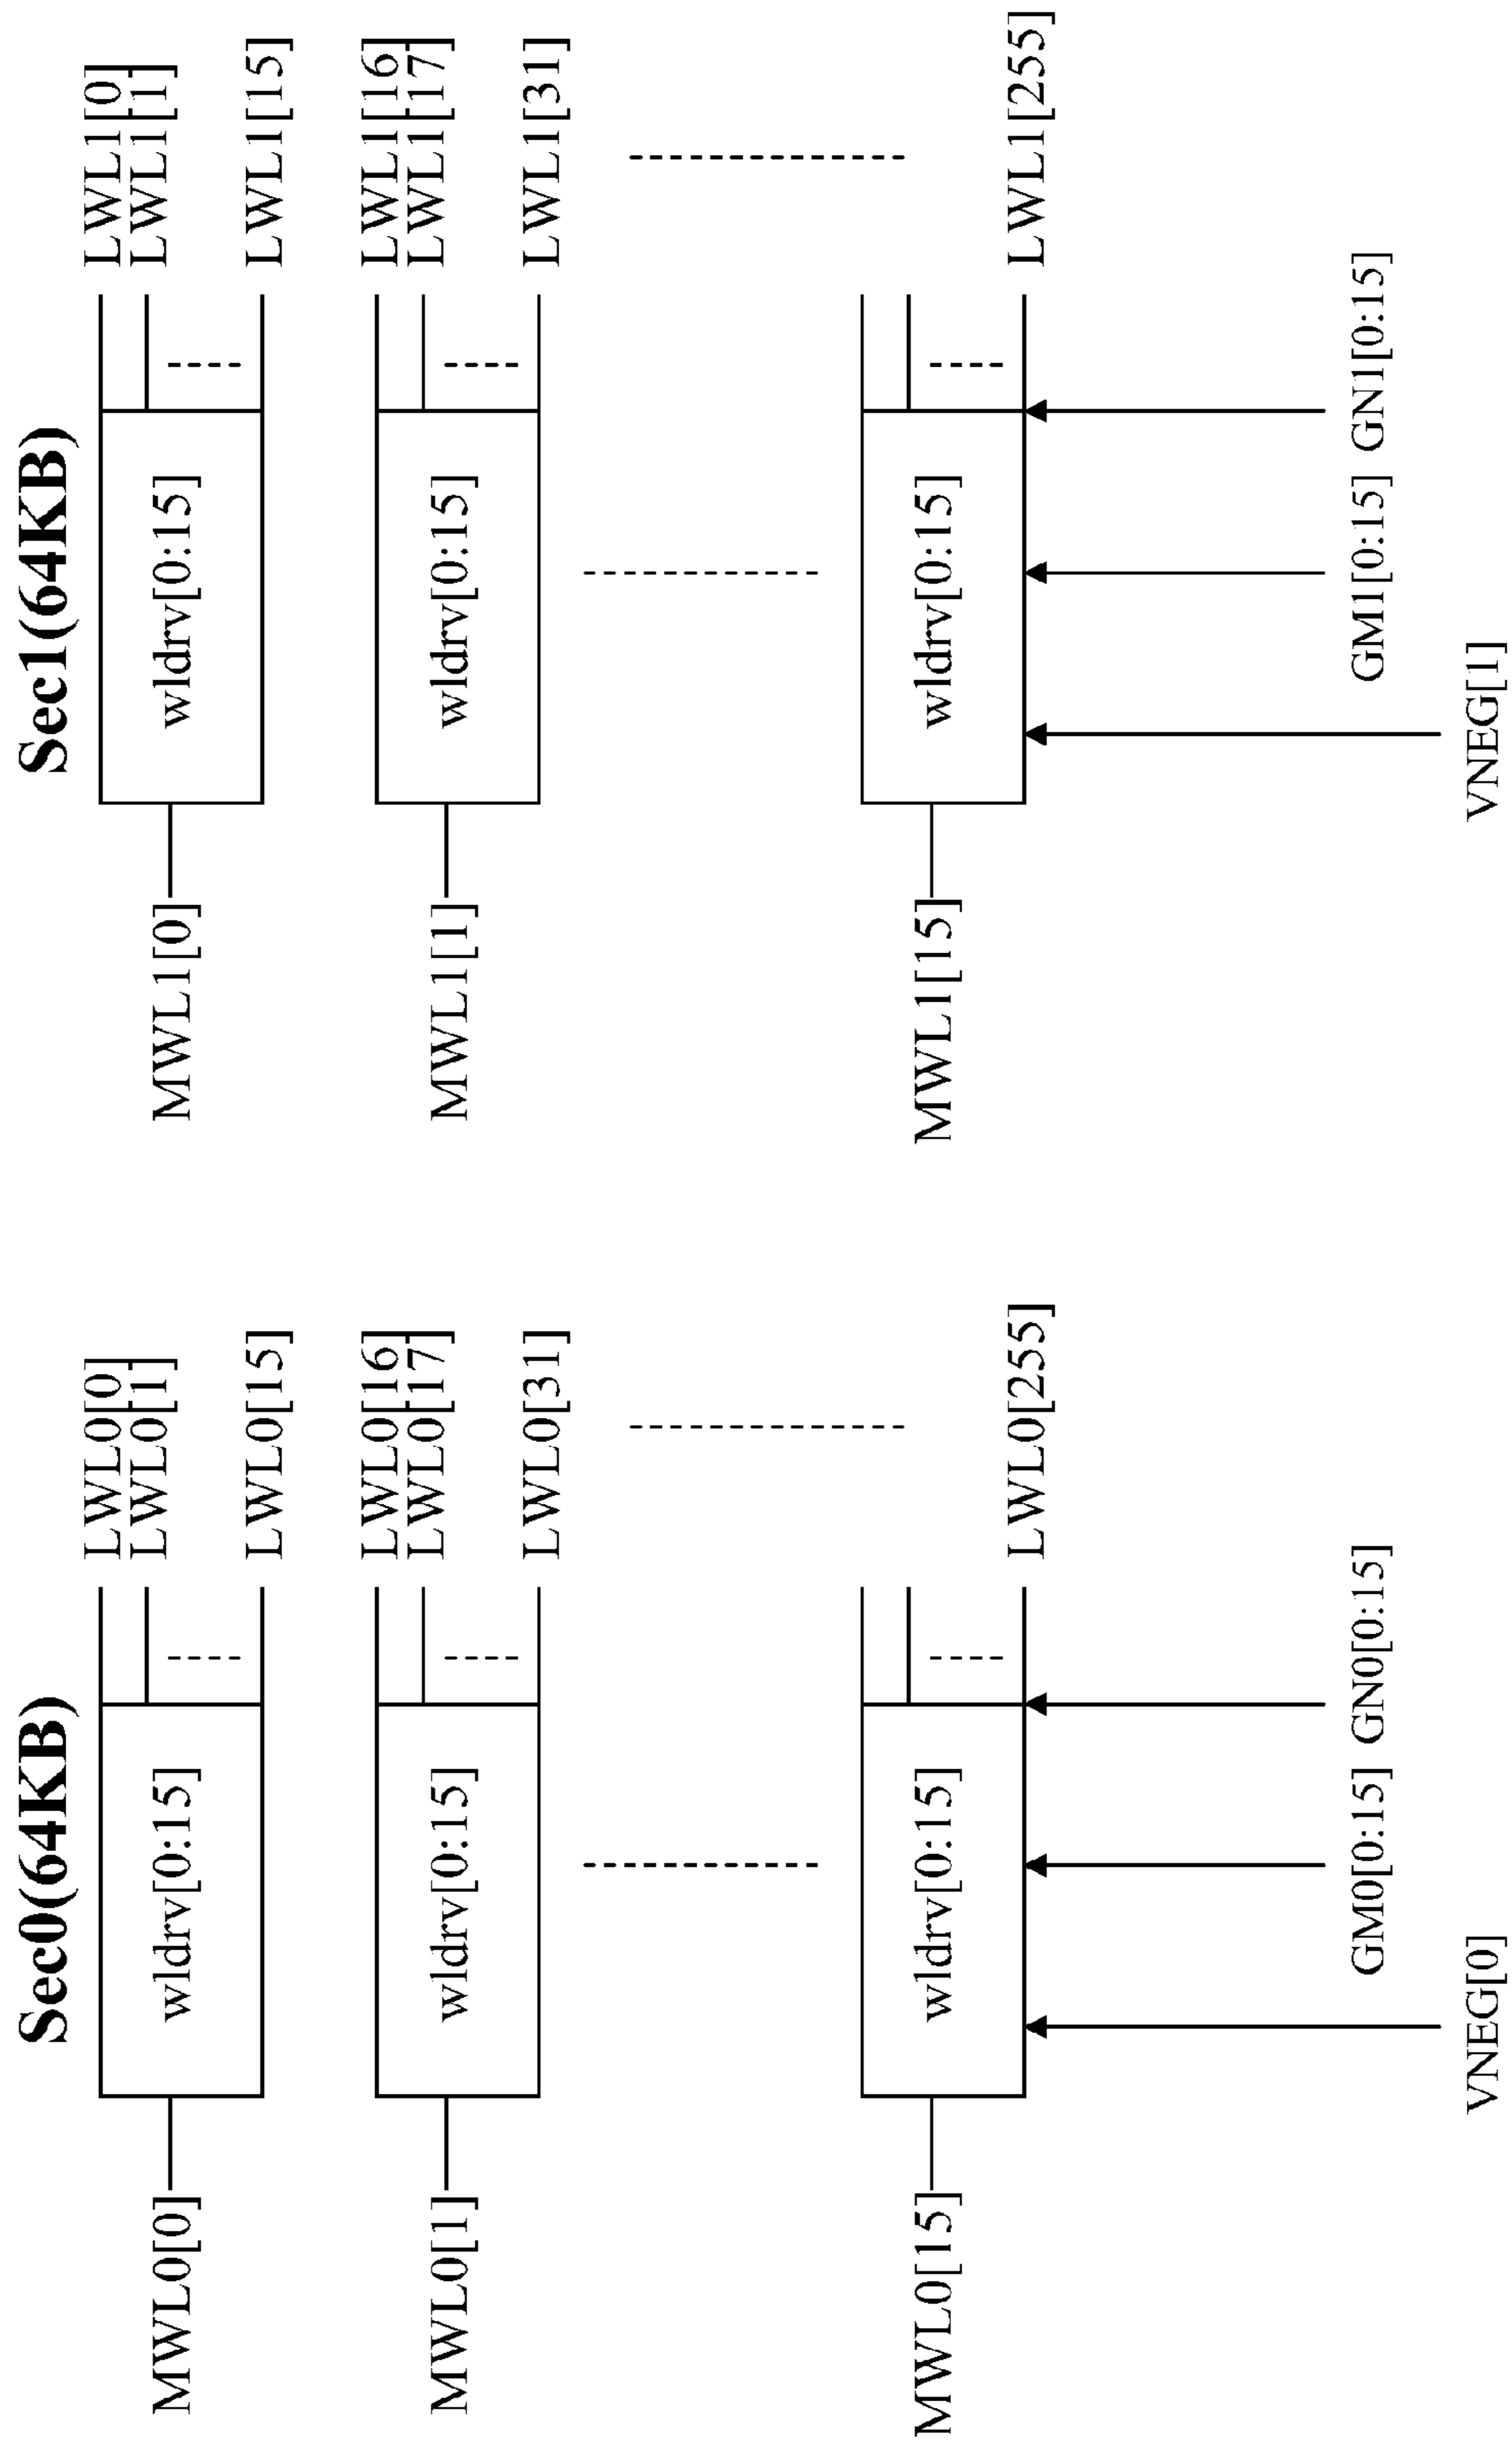 Sec0(64KB)
LWL0[0]
LWL0[1]
MWL0[0]
wldrv[0:15]
LWL0[15]
LWL0[16]
LWL0[17]
MWL0[1]
wldrv[0:15]
LWL0[31]
MWL0[15]
wldrv[0:15]
LWL0[255]
GM0[0:15]
GN0[0:15]
VNEG[0]
Sec1(64KB)
LWL1[0]
LWL1[1]
MWL1[0]
wldrv[0:15]
LWL1[15]
LWL1[16]
LWL1[17]
MWL1[1]
wldrv[0:15]
LWL1[31]
MWL1[15]
wldrv[0:15]
LWL1[255]
GM1[0:15]
GN1[0:15]
VNEG[1]